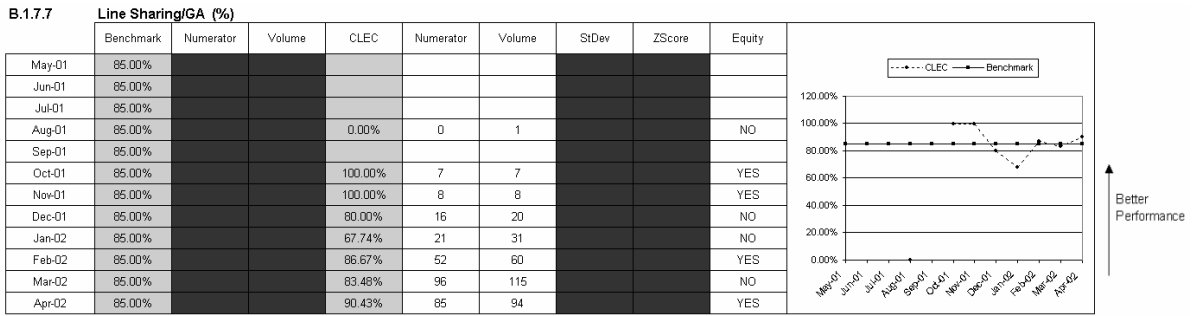 B.1.7.7 Line Sharing/GA (%)
Benchmark Numerator Volume CLEC Numerator Volume StDev ZScore Equity
May-01 85.00%
Jun-01 85.00%
Jul-01 85.00%
Aug-01 85.00% 0.00% 0 1 NO
Sep-01 85.00%
Oct-01 85.00% 100.00% 7 7 YES
Nov-01 85.00% 100.00% 8 8 YES
Dec-01 85.00% 80.00% 16 20 NO
Jan-02 85.00% 67.74% 21 31 NO
Feb-02 85.00% 86.67% 52 60 YES
Mar-02 85.00% 83.48% 96 115 NO
Apr-02 85.00% 90.43% 85 94 YES
CLEC Benchmark
120.00%
100.00%
80.00%
60.00%
40.00%
20.00%
0.00%
May-01 Jun-01 Jul-01 Aug-01 Sep-01 Oct-01 Nov-01 Dec-01 Jan-02 Feb-02 Mar-02 Apr-02
Better
Performance